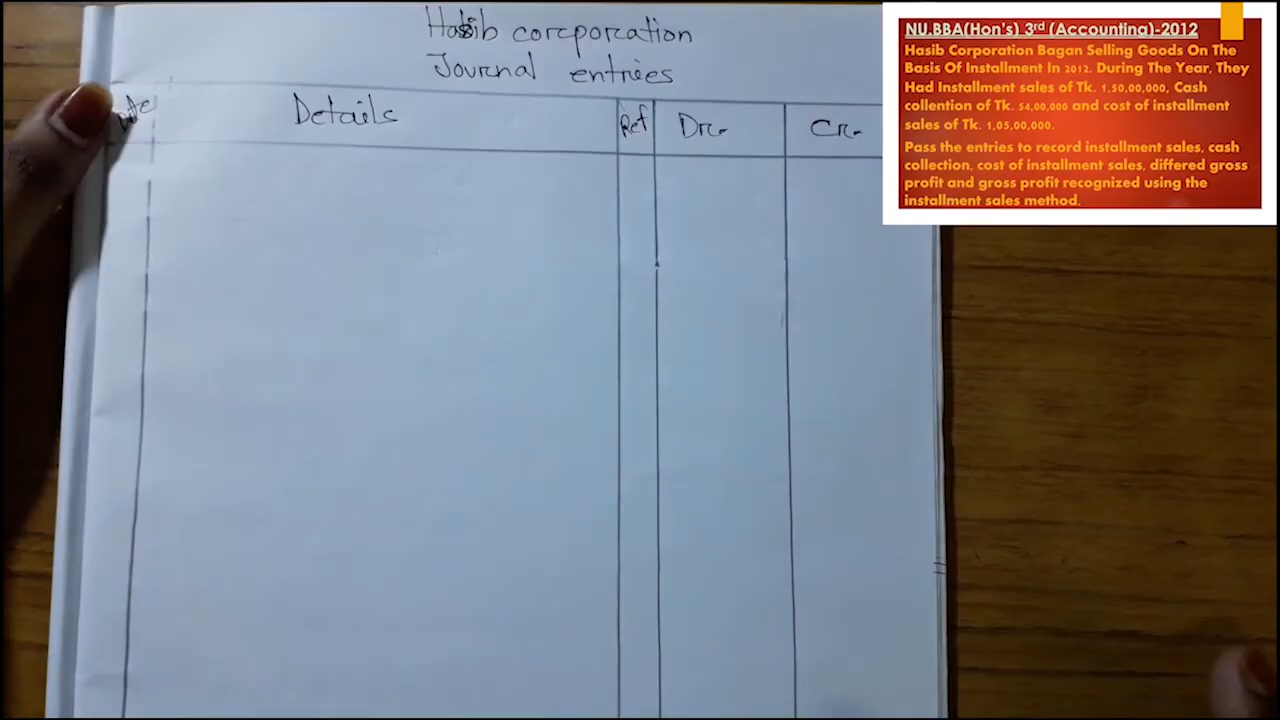 Hasib corporation
Journal entries
Date Details Ref Dr. Cr.
NU.BBA(Hon's) 3rd (Accounting)-2012
Hasib Corporation Bagan Selling Goods On The
Basis Of Installment In 2012. During The Year, They
Had Installment sales of Tk. 1,50,00,000, Cash
collention of Tk. 54,00,000 and cost of installment
sales of Tk. 1,05,00,000.
Pass the entries to record installment sales, cash
collection, cost of installment sales, differed gross
profit and gross profit recognized using the
installment sales method.